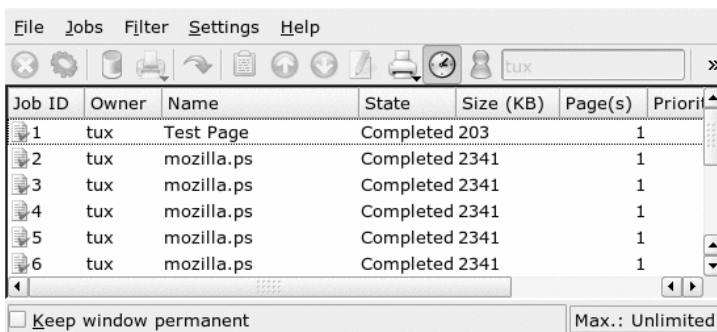 File Jobs Filter Settings Help
tux »
Job ID Owner Name State Size (KB) Page(s) Priorit
1 tux Test Page Completed 203 1
2 tux mozilla.ps Completed 2341 1
3 tux mozilla.ps Completed 2341 1
4 tux mozilla.ps Completed 2341 1
5 tux mozilla.ps Completed 2341 1
6 tux mozilla.ps Completed 2341 1
Keep window permanent Max.: Unlimited